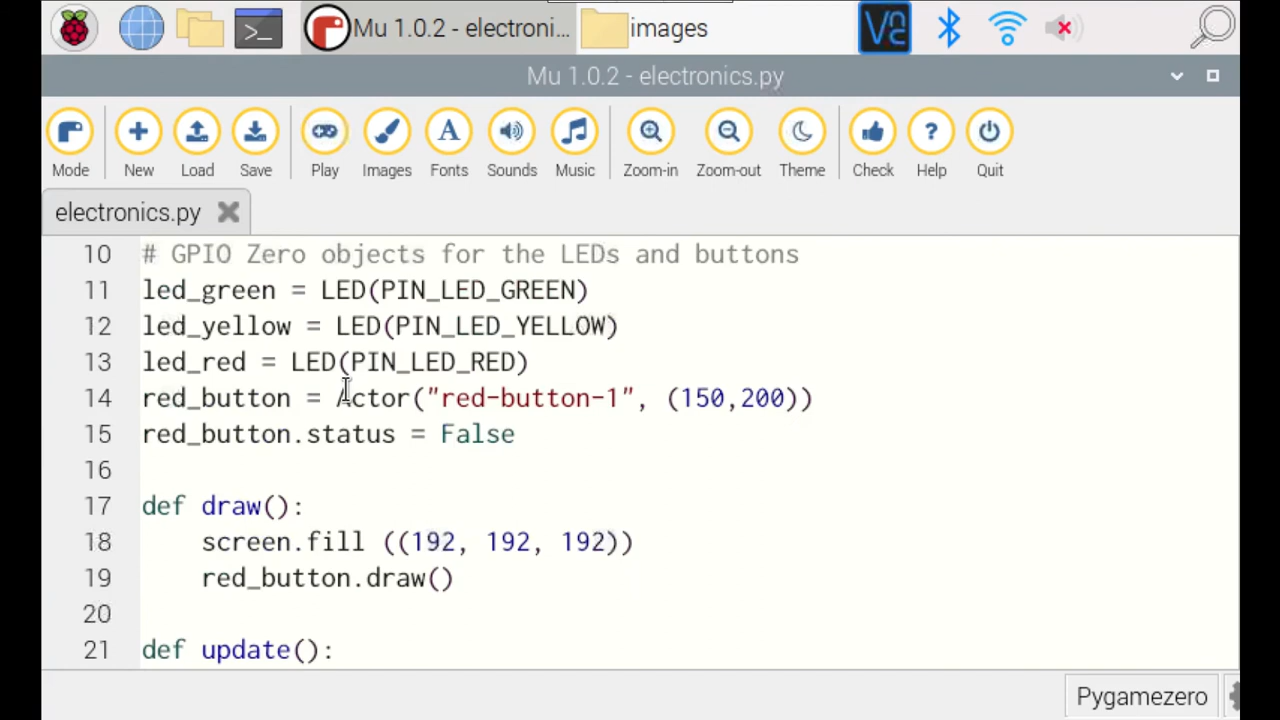 Mu 1.0.2 - electroni...
images
Mu 1.0.2 - electronics.py
Mode New Load Save Play Images Fonts Sounds Music Zoom-in Zoom-out Theme Check Help Quit
electronics.py
10 # GPIO Zero objects for the LEDs and buttons
11 led_green = LED(PIN_LED_GREEN)
12 led_yellow = LED(PIN_LED_YELLOW)
13 led_red = LED(PIN_LED_RED)
14 red_button = Actor("red-button-1", (150,200))
15 red_button.status = False
16
17 def draw():
18     screen.fill ((192, 192, 192))
19     red_button.draw()
20
21 def update():
Pygamezero